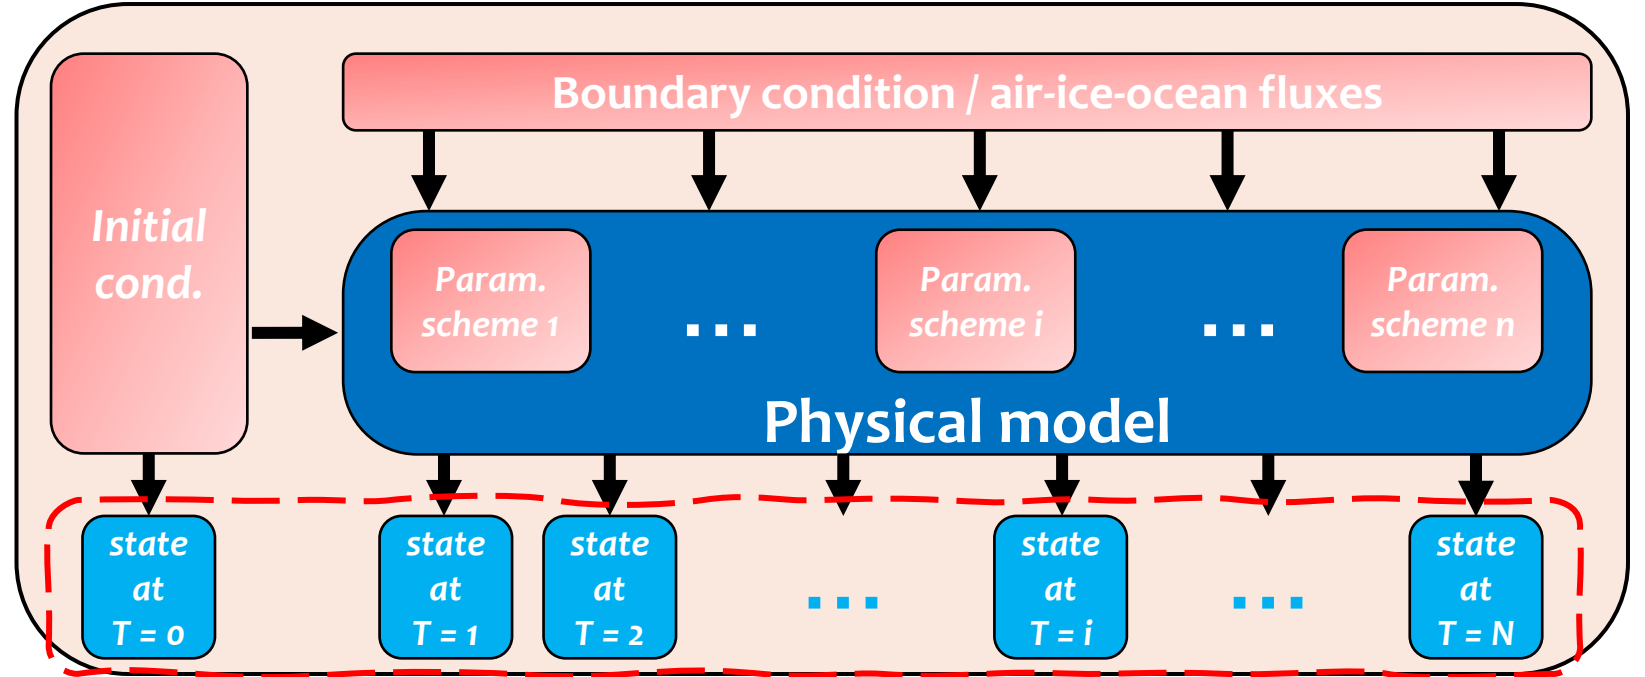 Boundary condition / air-ice-ocean fluxes
Initial
cond.
Param.
scheme 1
...
Param.
scheme i
...
Param.
scheme n
Physical model
state
at
T = 0
state
at
T = 1
state
at
T = 2
...
state
at
T = i
...
state
at
T = N